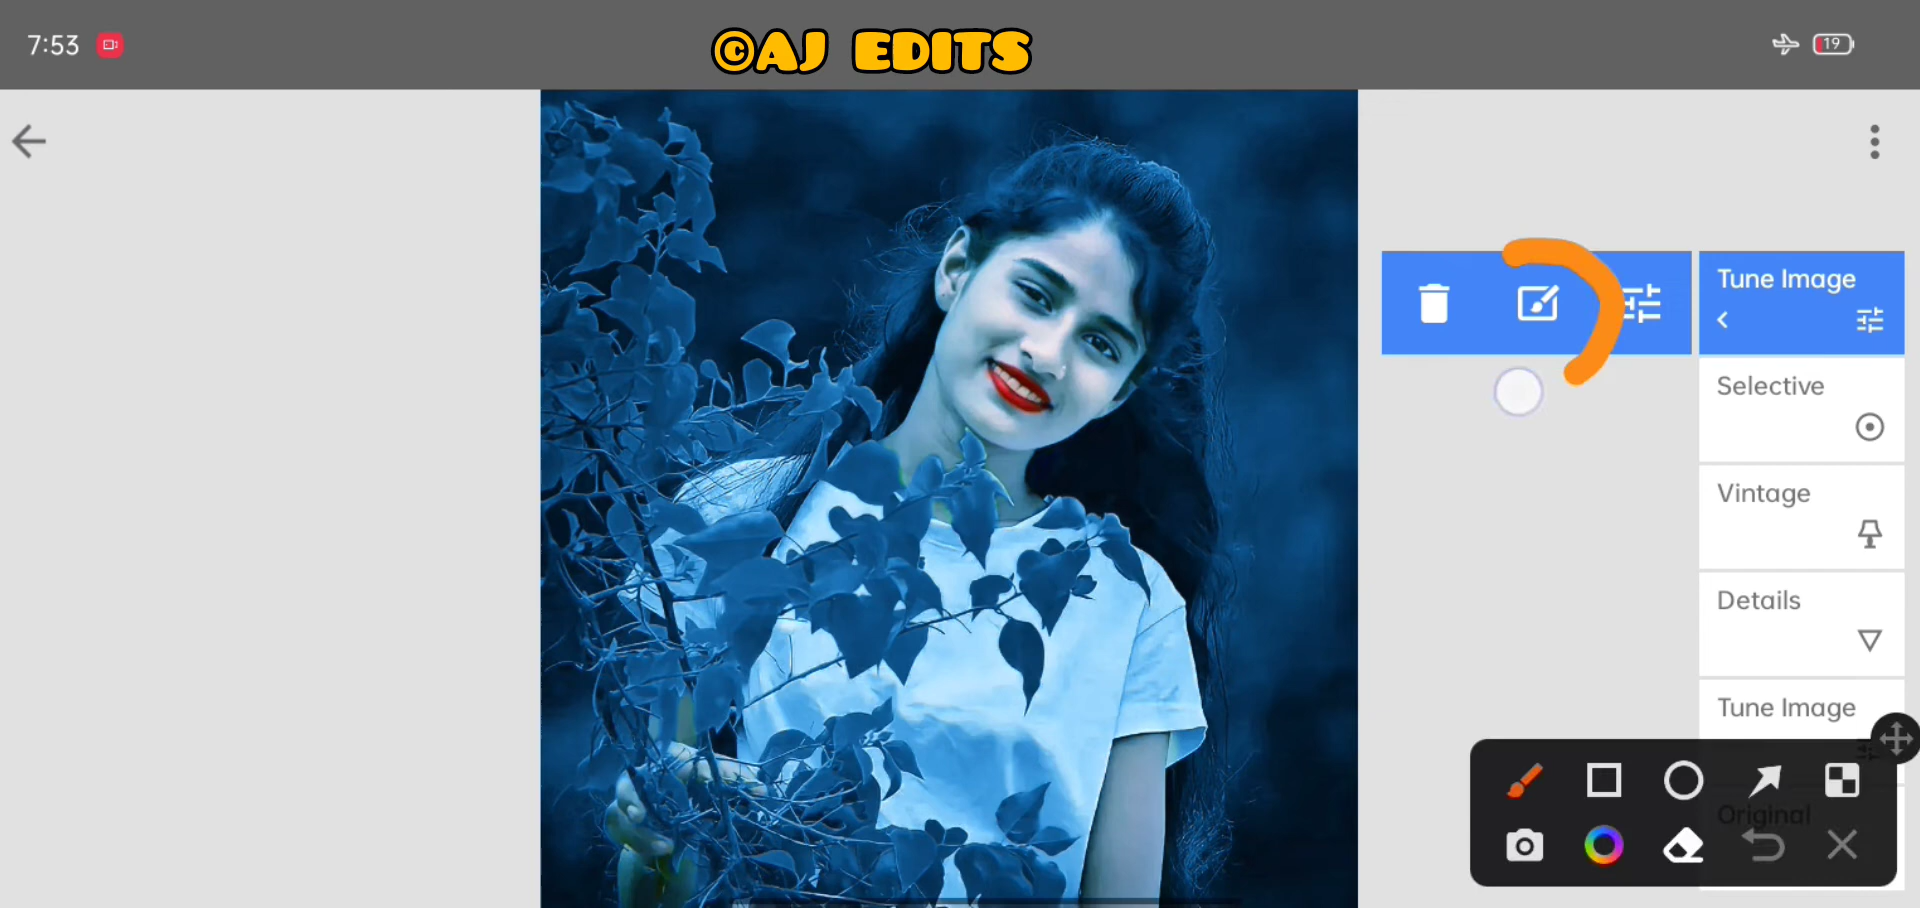 7:53
©AJ EDITS
19
Tune Image
Selective
Vintage
Details
Tune Image
Original